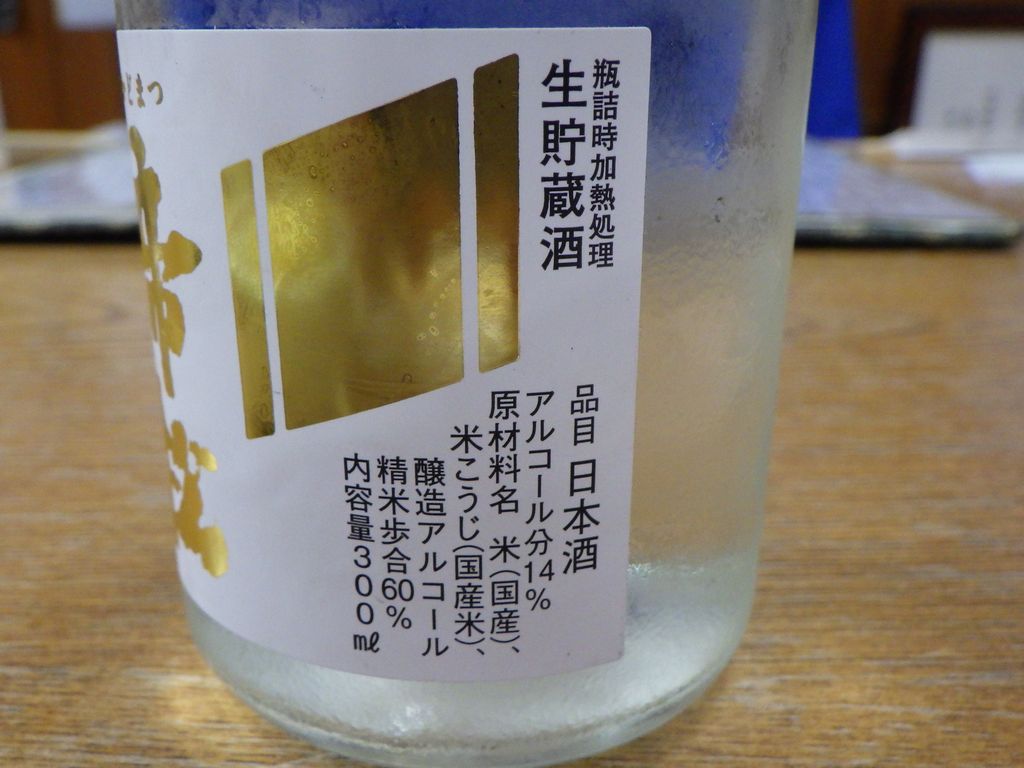 瓶詰時加熱処理
生貯蔵酒
品目 日本酒
アルコール分14%
原材料名 米(国産)、
米こうじ(国産米)、
醸造アルコール
精米歩合60%
内容量300㎖
どまつ